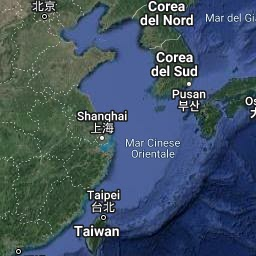 北京
Corea
del Nord
Mar del Gia
Corea
del Sud
Pusan
부산
Os
Shanghai
上海
Mar Cinese
Orientale
Taipei
台北
Taiwan